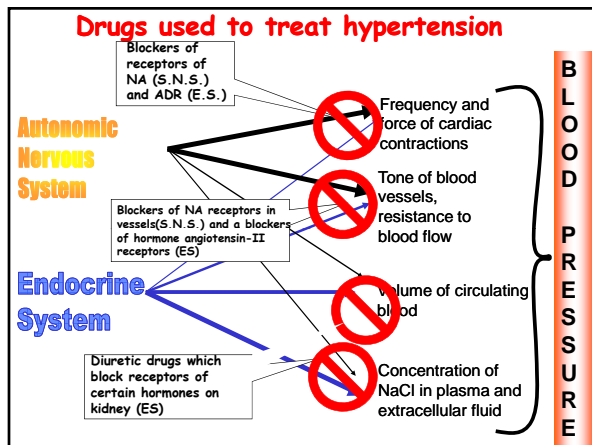 Drugs used to treat hypertension
Blockers of
receptors of
NA (S.N.S.)
and ADR (E.S.)
Autonomic
Nervous
System
Frequency and
force of cardiac
contractions
Tone of blood
vessels,
resistance to
blood flow
Blockers of NA receptors in
vessels(S.N.S.) and a blockers
of hormone angiotensin-II
receptors (ES)
Endocrine
System
Volume of circulating
blood
Diuretic drugs which
block receptors of
certain hormones on
kidney (ES)
Concentration of
NaCl in plasma and
extracellular fluid
BLOOD PRESSURE